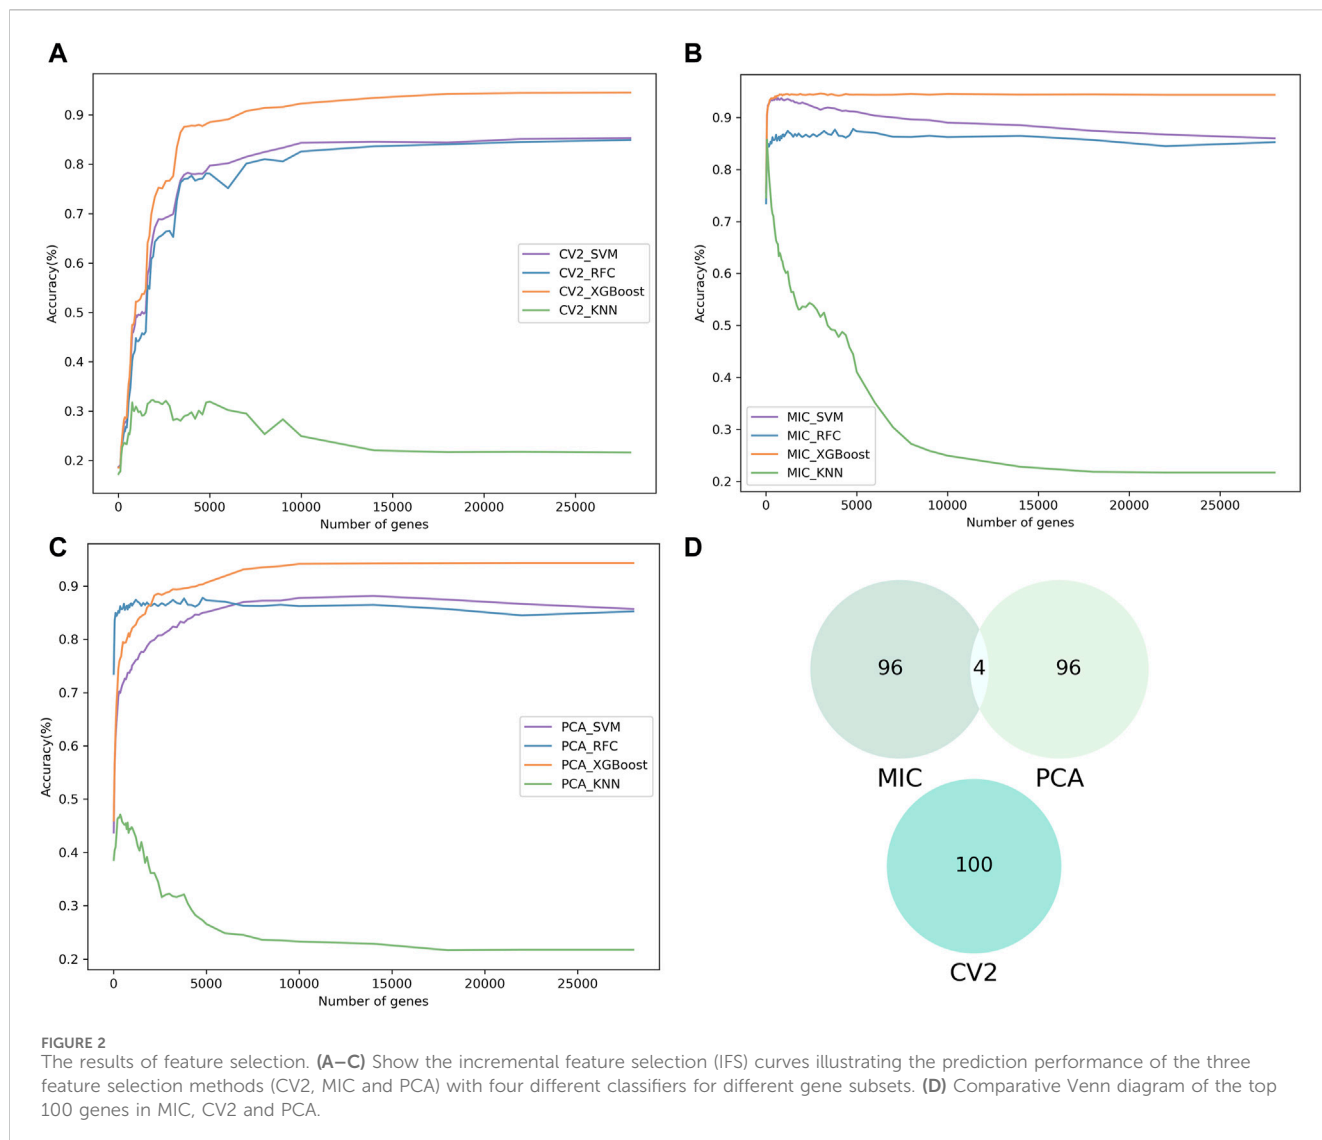 A
Accuracy(%)
0.9
0.8
0.7
0.6
0.5
0.4
0.3
0.2
CV2_SVM
CV2_RFC
CV2_XGBoost
CV2_KNN
0 5000 10000 15000 20000 25000
Number of genes
B
Accuracy(%)
0.9
0.8
0.7
0.6
0.5
0.4
0.3
0.2
MIC_SVM
MIC_RFC
MIC_XGBoost
MIC_KNN
0 5000 10000 15000 20000 25000
Number of genes
C
Accuracy(%)
0.9
0.8
0.7
0.6
0.5
0.4
0.3
0.2
PCA_SVM
PCA_RFC
PCA_XGBoost
PCA_KNN
0 5000 10000 15000 20000 25000
Number of genes
D
96 4 96
MIC PCA
100
CV2
FIGURE 2
The results of feature selection. (A–C) Show the incremental feature selection (IFS) curves illustrating the prediction performance of the three
feature selection methods (CV2, MIC and PCA) with four different classifiers for different gene subsets. (D) Comparative Venn diagram of the top
100 genes in MIC, CV2 and PCA.